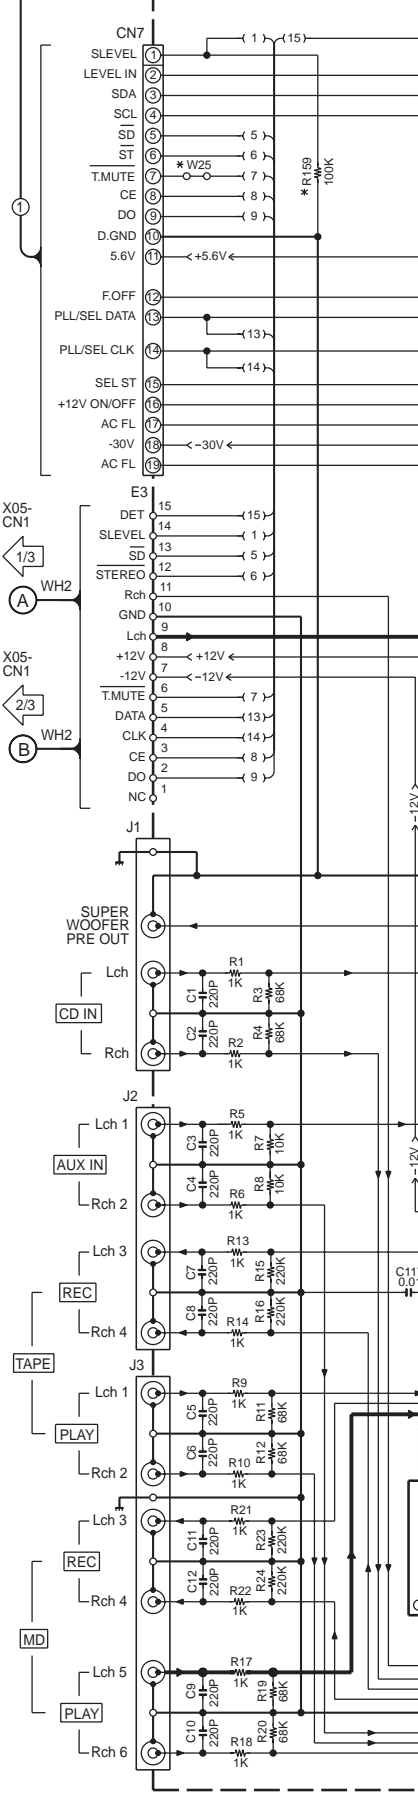 CN7
SLEVEL 1 ( 1 ) (15)
LEVEL IN 2
SDA 3
SCL 4
SD 5 ( 5 )
ST 6 ( 6 )
T.MUTE 7 * W25 ( 7 )
* R159 100K
CE 8 ( 8 )
DO 9 ( 9 )
1
D.GND 10
5.6V 11 +5.6V
F.OFF 12
PLL/SEL DATA 13
(13)
PLL/SEL CLK 14
(14)
SEL ST 15
+12V ON/OFF 16
AC FL 17
-30V 18 -30V
AC FL 19
E3
X05-
CN1
1/3
A WH2
X05-
CN1
2/3
B WH2
DET 15 (15)
SLEVEL 14 ( 1 )
SD 13 ( 5 )
STEREO 12 ( 6 )
Rch 11
GND 10
Lch 9
+12V 8 +12V
-12V 7 -12V
T.MUTE 6 ( 7 )
DATA 5 (13)
CLK 4 (14)
CE 3 ( 8 )
DO 2 ( 9 )
NC 1
-12V
J1
SUPER
WOOFER
PRE OUT
Lch R1 1K
C1 220P R3 68K
CD IN
C2 220P R4 68K
Rch R2 1K
J2
Lch 1 R5 1K
C3 220P R7 10K
AUX IN
C4 220P R8 10K
-12V
Rch 2 R6 1K
Lch 3 R13 1K
C7 220P R15 220K
REC
C8 220P R16 220K
Rch 4 R14 1K
TAPE
J3
Lch 1 R9 1K
C5 220P R11 68K
PLAY
C6 220P R12 68K
Rch 2 R10 1K
Lch 3 R21 1K
C11 220P R23 220K
REC
C12 220P R24 220K
Rch 4 R22 1K
MD
Lch 5 R17 1K
C9 220P R19 68K
PLAY
C10 220P R20 68K
Rch 6 R18 1K